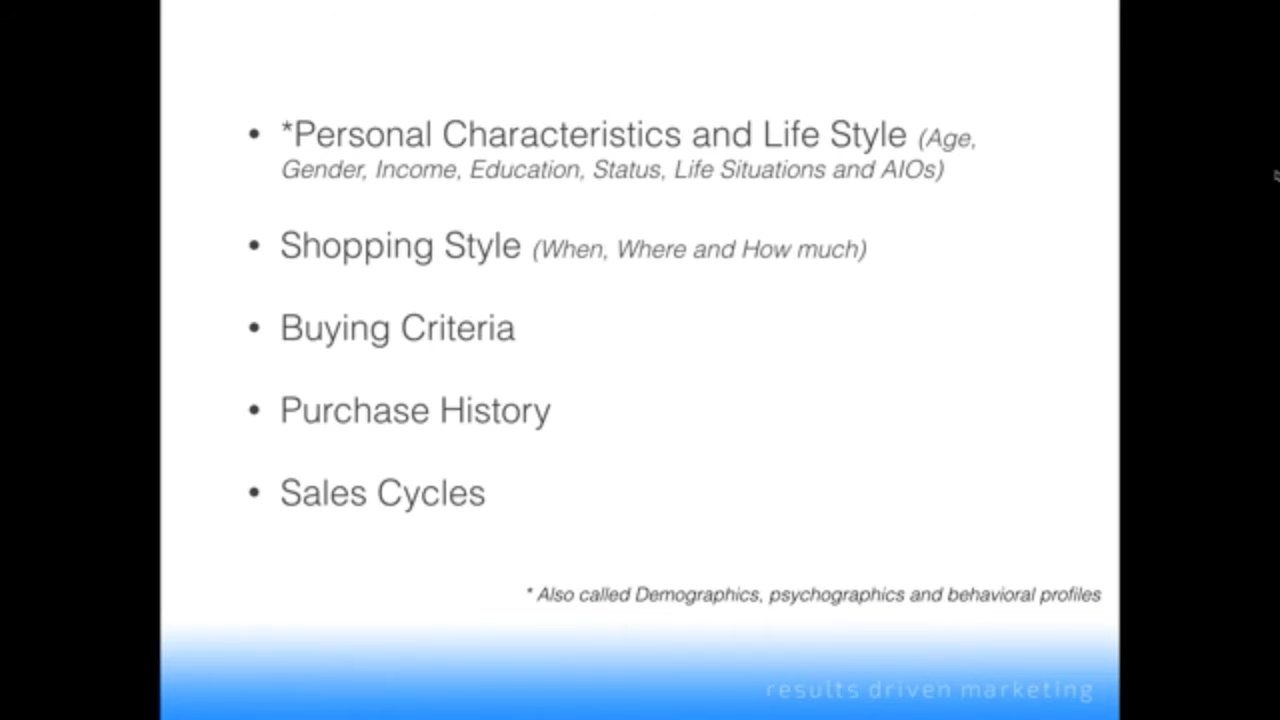 • *Personal Characteristics and Life Style (Age,
Gender, Income, Education, Status, Life Situations and AIOs)
• Shopping Style (When, Where and How much)
• Buying Criteria
• Purchase History
• Sales Cycles
* Also called Demographics, psychographics and behavioral profiles
results driven marketing